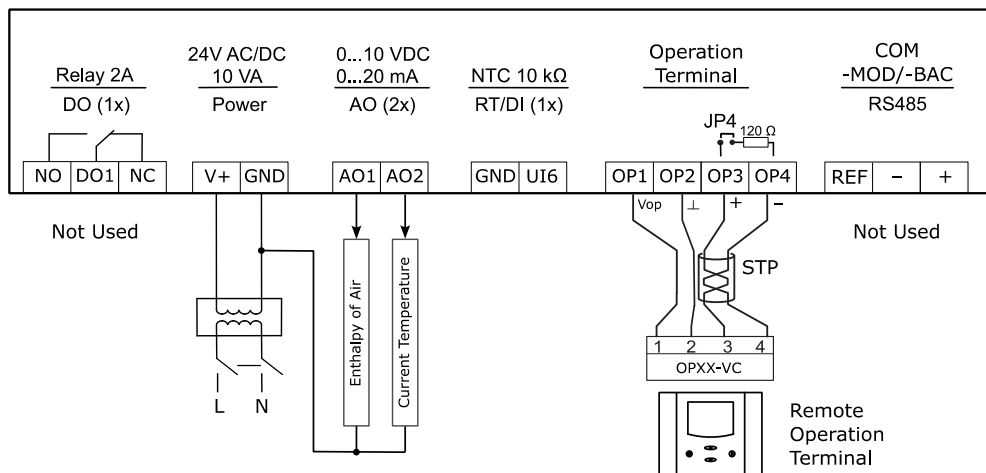 Relay 2A
DO (1x)
24V AC/DC
10 VA
Power
0...10 VDC
0...20 mA
AO (2x)
NTC 10 kΩ
RT/DI (1x)
Operation
Terminal
COM
-MOD/-BAC
RS485
JP4
120 Ω
NO DO1 NC
V+ GND
AO1 AO2
GND UI6
OP1 OP2 OP3 OP4
REF - +
Not Used
Vop ⊥ + -
Not Used
STP
Enthalpy of Air
Current Temperature
1 2 3 4
OPXX-VC
L N
Remote
Operation
Terminal